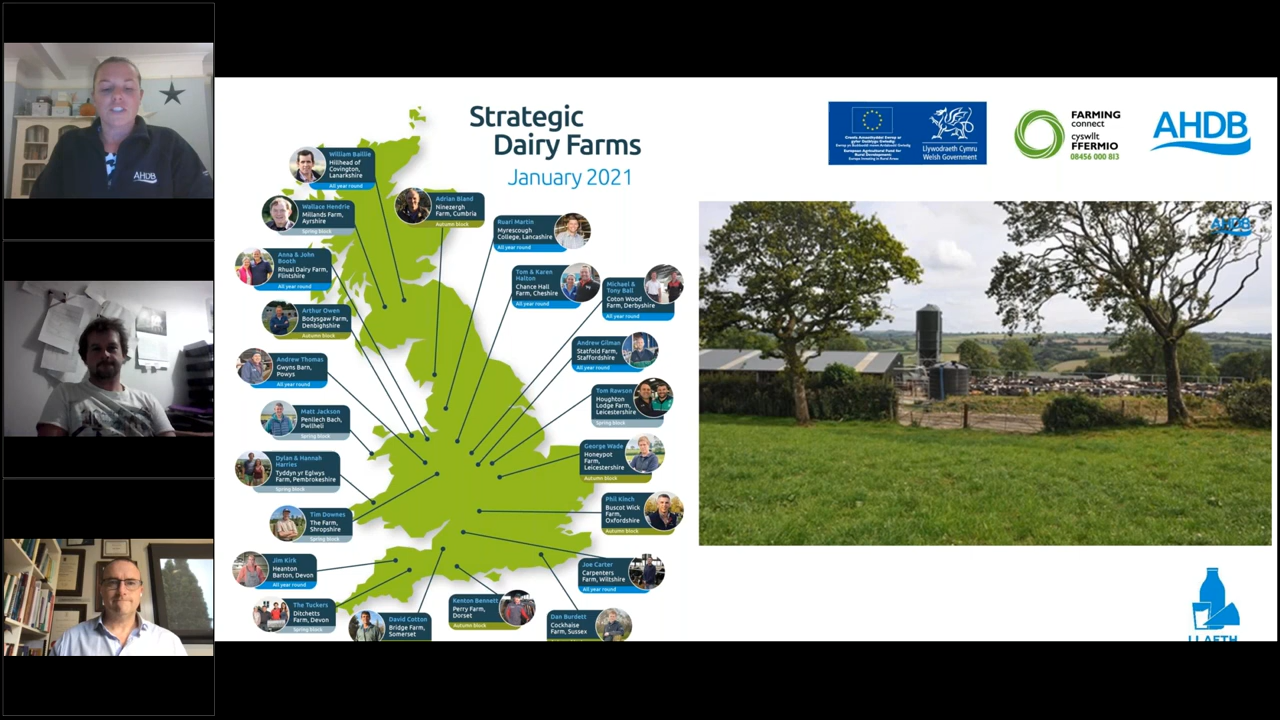 AHDB
Strategic
Dairy Farms
January 2021
Llywodraeth Cymru
Welsh Government
FARMING
connect
cyswllt
FFERMIO
08456 000 813
AHDB
AHDB
William Baillie
Hillhead of
Covington,
Lanarkshire
All year round
Wallace Hendrie
Millands Farm,
Ayrshire
Spring block
Anna & John
Booth
Rhual Dairy Farm,
Flintshire
All year round
Arthur Owen
Bodysgaw Farm,
Denbighshire
Autumn block
Andrew Thomas
Gwyns Barn,
Powys
All year round
Matt Jackson
Penllech Bach,
Pwllheli
Spring block
Dylan & Hannah
Harries
Tyddyn yr Eglwys
Farm, Pembrokeshire
Spring block
Tim Downes
The Farm,
Shropshire
Spring block
Jim Kirk
Heanton
Barton, Devon
All year round
The Tuckers
Ditchetts
Farm, Devon
Spring block
David Cotton
Bridge Farm,
Somerset
Adrian Bland
Ninezergh
Farm, Cumbria
Autumn block
Ruari Martin
Myrescough
College, Lancashire
All year round
Tom & Karen
Halton
Chance Hall
Farm, Cheshire
All year round
Michael &
Tony Ball
Coton Wood
Farm, Derbyshire
All year round
Andrew Gilman
Statfold Farm,
Staffordshire
All year round
Tom Rawson
Houghton
Lodge Farm,
Leicestershire
Spring block
George Wade
Honeypot
Farm,
Leicestershire
Autumn block
Phil Kinch
Buscot Wick
Farm,
Oxfordshire
Autumn block
Joe Carter
Carpenters
Farm, Wiltshire
All year round
Kenton Bennett
Perry Farm,
Dorset
Autumn block
Dan Burdett
Cockhaise
Farm, Sussex
LLAETH